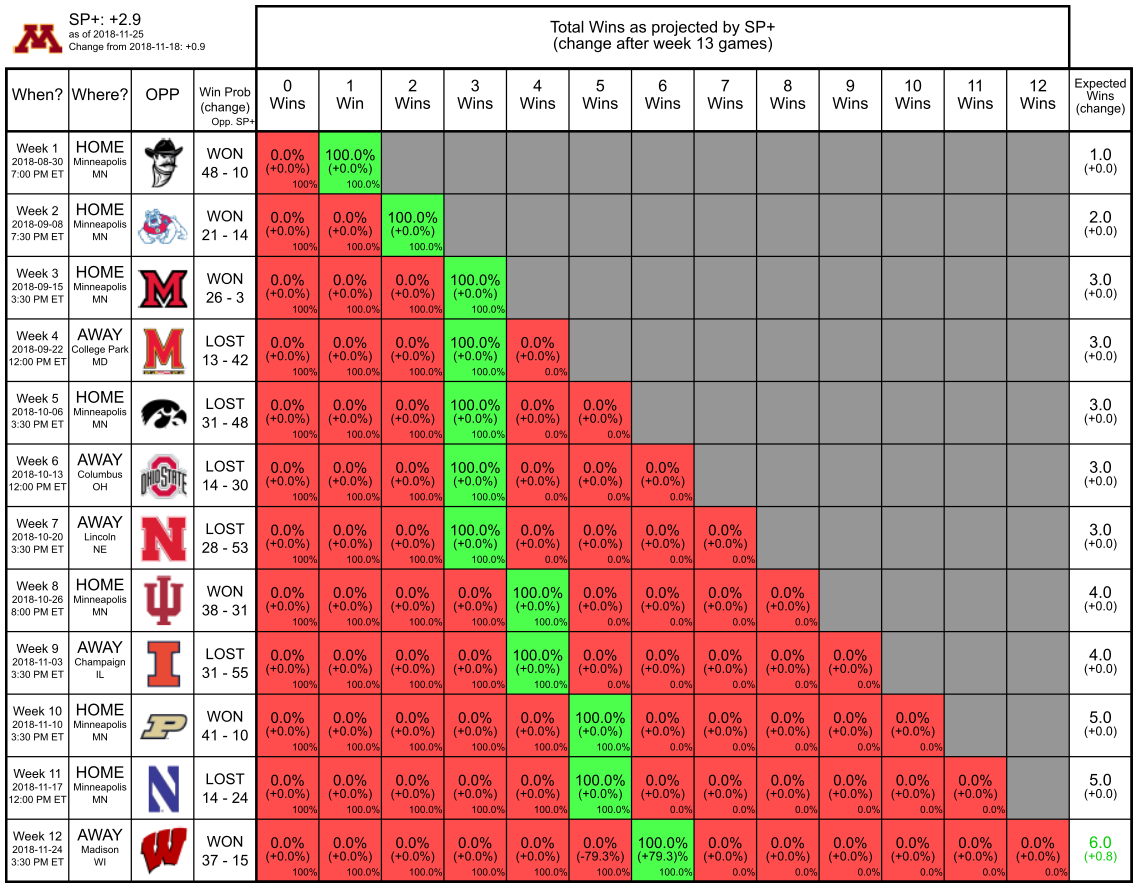 M SP+: +2.9
as of 2018-11-25
Change from 2018-11-18: +0.9
Total Wins as projected by SP+
(change after week 13 games)
When? Where? OPP Win Prob 0 1 2 3 4 5 6 7 8 9 10 11 12 Expected
(change) Wins Win Wins Wins Wins Wins Wins Wins Wins Wins Wins Wins Wins Wins
Opp. SP+ (change)
Week 1 HOME WON 0.0% 100.0% 1.0
2018-08-30 Minneapolis (+0.0%) (+0.0%) (+0.0)
7:00 PM ET MN 48 - 10 100% 100.0%
Week 2 HOME WON 0.0% 0.0% 100.0% 2.0
2018-09-08 Minneapolis (+0.0%) (+0.0%) (+0.0%) (+0.0)
7:30 PM ET MN 21 - 14 100% 100.0% 100.0%
Week 3 HOME M WON 0.0% 0.0% 0.0% 100.0% 3.0
2018-09-15 Minneapolis (+0.0%) (+0.0%) (+0.0%) (+0.0%) (+0.0)
3:30 PM ET MN 26 - 3 100% 100.0% 100.0% 100.0%
Week 4 AWAY M LOST 0.0% 0.0% 0.0% 100.0% 0.0% 3.0
2018-09-22 College Park (+0.0%) (+0.0%) (+0.0%) (+0.0%) (+0.0%) (+0.0)
12:00 PM ET MD 13 - 42 100% 100.0% 100.0% 100.0% 0.0%
Week 5 HOME LOST 0.0% 0.0% 0.0% 100.0% 0.0% 0.0% 3.0
2018-10-06 Minneapolis (+0.0%) (+0.0%) (+0.0%) (+0.0%) (+0.0%) (+0.0%) (+0.0)
3:30 PM ET MN 31 - 48 100% 100.0% 100.0% 100.0% 0.0% 0.0%
Week 6 AWAY OHIO STATE LOST 0.0% 0.0% 0.0% 100.0% 0.0% 0.0% 0.0% 3.0
2018-10-13 Columbus (+0.0%) (+0.0%) (+0.0%) (+0.0%) (+0.0%) (+0.0%) (+0.0%) (+0.0)
12:00 PM ET OH 14 - 30 100% 100.0% 100.0% 100.0% 0.0% 0.0% 0.0%
Week 7 AWAY N LOST 0.0% 0.0% 0.0% 100.0% 0.0% 0.0% 0.0% 0.0% 3.0
2018-10-20 Lincoln (+0.0%) (+0.0%) (+0.0%) (+0.0%) (+0.0%) (+0.0%) (+0.0%) (+0.0%) (+0.0)
3:30 PM ET NE 28 - 53 100% 100.0% 100.0% 100.0% 0.0% 0.0% 0.0% 0.0%
Week 8 HOME WON 0.0% 0.0% 0.0% 0.0% 100.0% 0.0% 0.0% 0.0% 0.0% 4.0
2018-10-26 Minneapolis (+0.0%) (+0.0%) (+0.0%) (+0.0%) (+0.0%) (+0.0%) (+0.0%) (+0.0%) (+0.0%) (+0.0)
8:00 PM ET MN 38 - 31 100% 100.0% 100.0% 100.0% 100.0% 0.0% 0.0% 0.0% 0.0%
Week 9 AWAY I LOST 0.0% 0.0% 0.0% 0.0% 100.0% 0.0% 0.0% 0.0% 0.0% 0.0% 4.0
2018-11-03 Champaign (+0.0%) (+0.0%) (+0.0%) (+0.0%) (+0.0%) (+0.0%) (+0.0%) (+0.0%) (+0.0%) (+0.0%) (+0.0)
3:30 PM ET IL 31 - 55 100% 100.0% 100.0% 100.0% 100.0% 0.0% 0.0% 0.0% 0.0% 0.0%
Week 10 HOME P WON 0.0% 0.0% 0.0% 0.0% 0.0% 100.0% 0.0% 0.0% 0.0% 0.0% 0.0% 5.0
2018-11-10 Minneapolis (+0.0%) (+0.0%) (+0.0%) (+0.0%) (+0.0%) (+0.0%) (+0.0%) (+0.0%) (+0.0%) (+0.0%) (+0.0%) (+0.0)
3:30 PM ET MN 41 - 10 100% 100.0% 100.0% 100.0% 100.0% 100.0% 0.0% 0.0% 0.0% 0.0% 0.0%
Week 11 HOME N LOST 0.0% 0.0% 0.0% 0.0% 0.0% 100.0% 0.0% 0.0% 0.0% 0.0% 0.0% 0.0% 5.0
2018-11-17 Minneapolis (+0.0%) (+0.0%) (+0.0%) (+0.0%) (+0.0%) (+0.0%) (+0.0%) (+0.0%) (+0.0%) (+0.0%) (+0.0%) (+0.0%) (+0.0)
12:00 PM ET MN 14 - 24 100% 100.0% 100.0% 100.0% 100.0% 100.0% 0.0% 0.0% 0.0% 0.0% 0.0% 0.0%
Week 12 AWAY W WON 0.0% 0.0% 0.0% 0.0% 0.0% 0.0% 100.0% 0.0% 0.0% 0.0% 0.0% 0.0% 0.0% 6.0
2018-11-24 Madison (+0.0%) (+0.0%) (+0.0%) (+0.0%) (+0.0%) (-79.3%) (+79.3)% (+0.0%) (+0.0%) (+0.0%) (+0.0%) (+0.0%) (+0.0%) (+0.8)
3:30 PM ET WI 37 - 15 100% 100.0% 100.0% 100.0% 100.0% 100.0% 100.0% 0.0% 0.0% 0.0% 0.0% 0.0% 0.0%